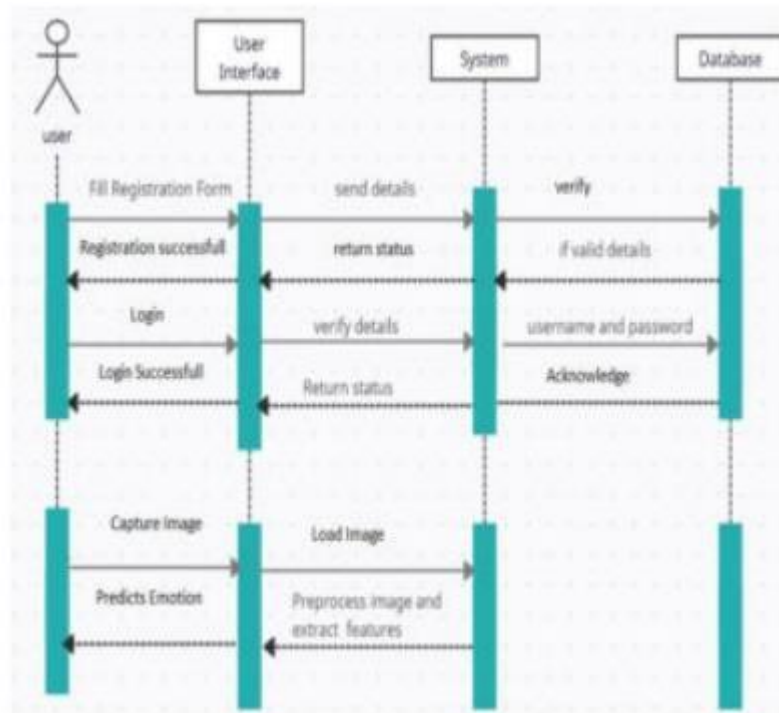 User
Interface
System
Database
user
Fill Registration Form
send details
verify
Registration successfull
return status
if valid details
Login
verify details
username and password
Login Successfull
Return status
Acknowledge
Capture Image
Load Image
Predicts Emotion
Preprocess image and
extract features